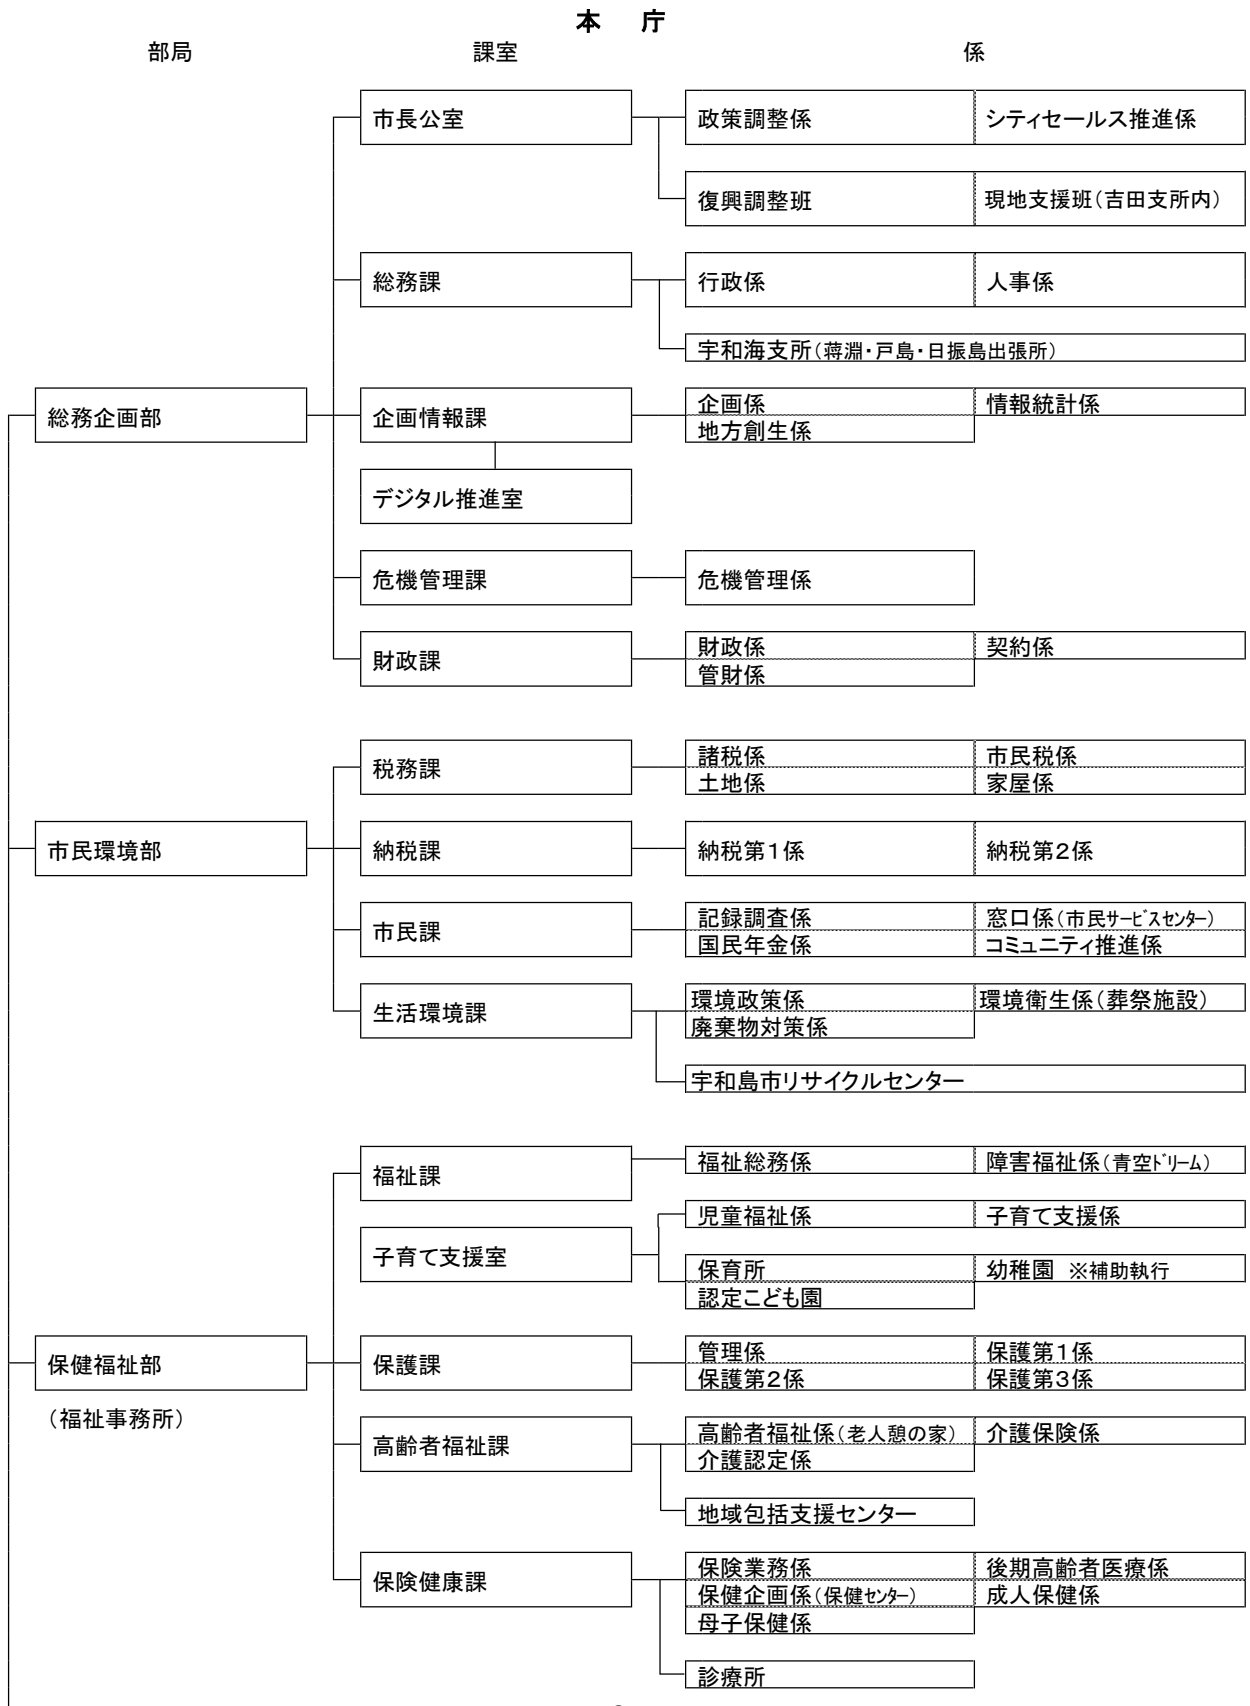 本　庁
部局　課室　係
市長公室　政策調整係　シティセールス推進係
復興調整班　現地支援班（吉田支所内）
総務課　行政係　人事係
宇和海支所（蒋淵・戸島・日振島出張所）
総務企画部　企画情報課　企画係　情報統計係
地方創生係
デジタル推進室
危機管理課　危機管理係
財政課　財政係　契約係
管財係
税務課　諸税係　市民税係
土地係　家屋係
市民環境部　納税課　納税第１係　納税第２係
市民課　記録調査係　窓口係（市民ｻｰﾋﾞｽｾﾝﾀｰ）
国民年金係　コミュニティ推進係
生活環境課　環境政策係　環境衛生係（葬祭施設）
廃棄物対策係
宇和島市リサイクルセンター
福祉課　福祉総務係　障害福祉係（青空ﾄﾞﾘｰﾑ）
子育て支援室　児童福祉係　子育て支援係
保育所　幼稚園　※補助執行
認定こども園
保健福祉部　保護課　管理係　保護第１係
保護第２係　保護第３係
（福祉事務所）
高齢者福祉課　高齢者福祉係（老人憩の家）　介護保険係
介護認定係
地域包括支援センター
保険健康課　保険業務係　後期高齢者医療係
保健企画係（保健ｾﾝﾀｰ）　成人保健係
母子保健係
診療所